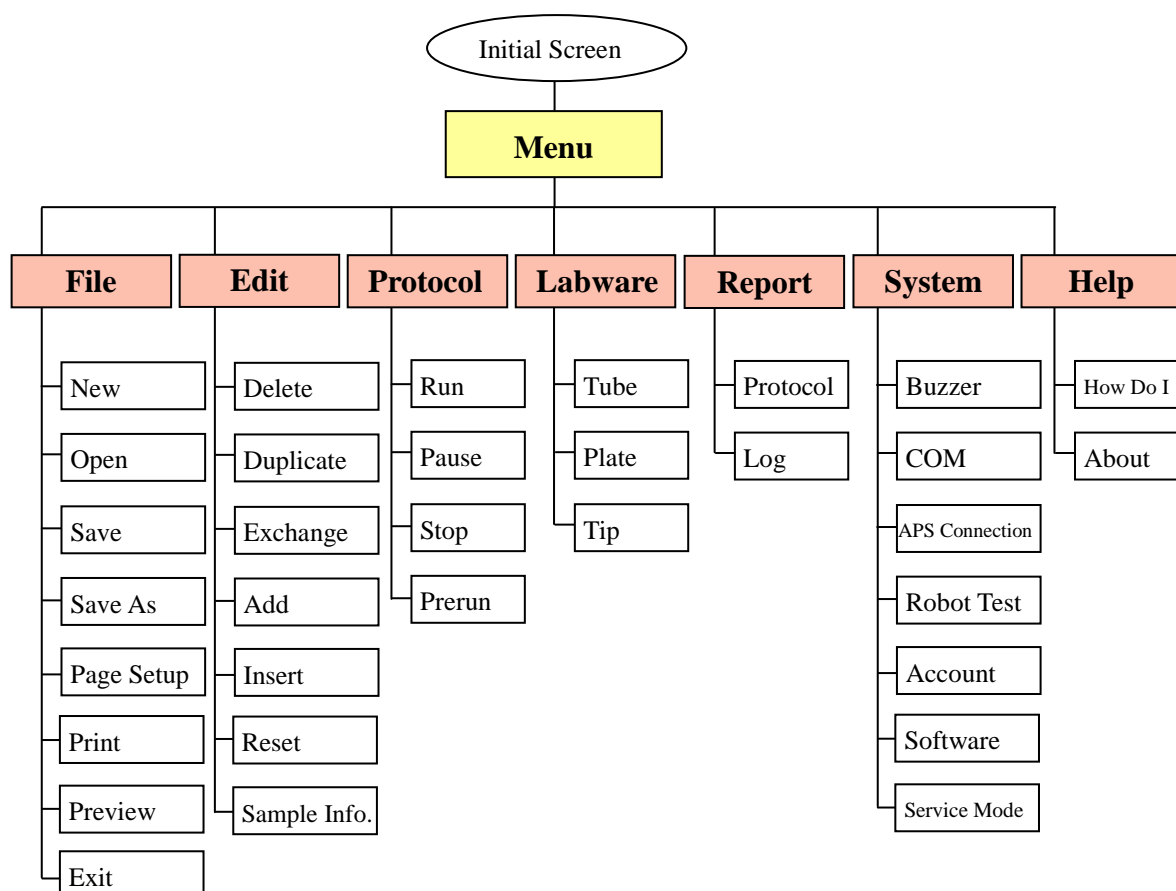 Initial Screen
Menu
File
Edit
Protocol
Labware
Report
System
Help
New
Open
Save
Save As
Page Setup
Print
Preview
Exit
Delete
Duplicate
Exchange
Add
Insert
Reset
Sample Info.
Run
Pause
Stop
Prerun
Tube
Plate
Tip
Protocol
Log
Buzzer
COM
APS Connection
Robot Test
Account
Software
Service Mode
How Do I
About